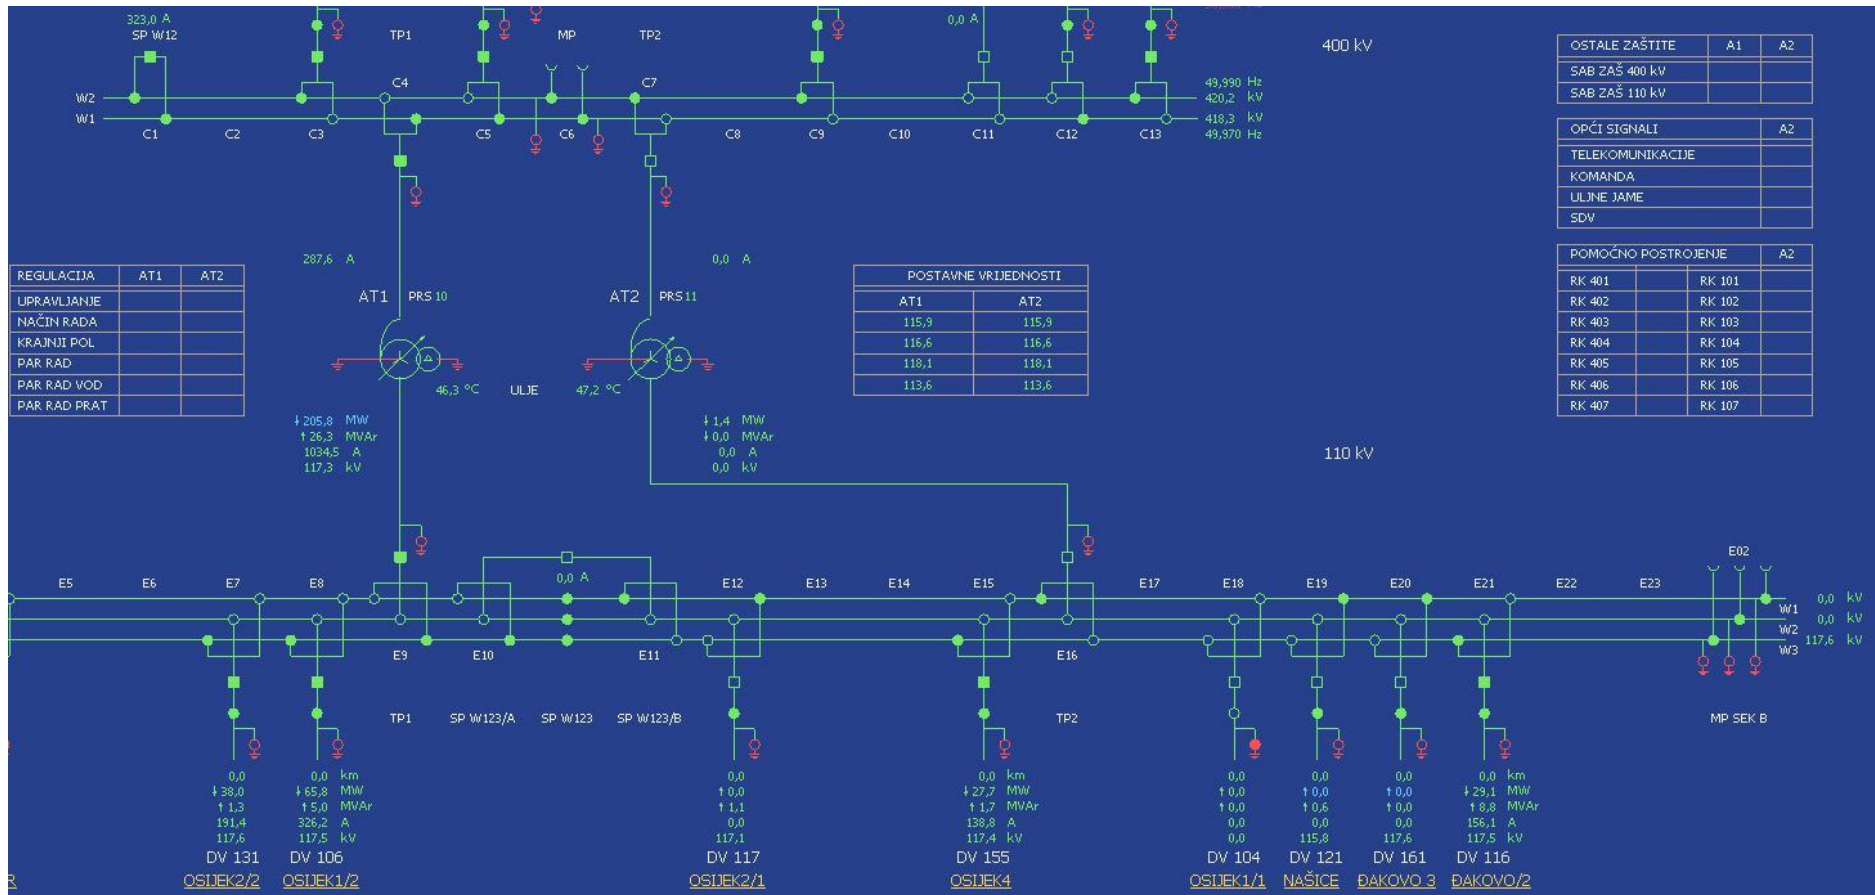 323,0 A
SP W12
TP1
MP
TP2
0,0 A
400 kV
C4
C7
W2
W1
49,990 Hz
420,2 kV
418,3 kV
49,970 Hz
C1 C2 C3 C5 C6 C8 C9 C10 C11 C12 C13
OSTALE ZAŠTITE A1 A2
SAB ZAŠ 400 kV
SAB ZAŠ 110 kV
OPĆI SIGNALI A2
TELEKOMUNIKACIJE
KOMANDA
ULJNE JAME
SDV
POMOĆNO POSTROJENJE A2
RK 401 RK 101
RK 402 RK 102
RK 403 RK 103
RK 404 RK 104
RK 405 RK 105
RK 406 RK 106
RK 407 RK 107
REGULACIJA AT1 AT2
UPRAVLJANJE
NAČIN RADA
KRAJNJI POL
PAR RAD
PAR RAD VOD
PAR RAD PRAT
287,6 A
AT1 PRS 10
46,3 °C
ULJE
47,2 °C
0,0 A
AT2 PRS 11
POSTAVNE VRIJEDNOSTI
AT1 AT2
115,9 115,9
116,6 116,6
118,1 118,1
113,6 113,6
↓ 205,8 MW
↑ 26,3 MVAr
1034,5 A
117,3 kV
↓ 1,4 MW
↓ 0,0 MVAr
0,0 A
0,0 kV
110 kV
E5 E6 E7 E8
0,0 A
E12 E13 E14 E15 E17 E18 E19 E20 E21 E22 E23
E02
0,0 kV
W1
0,0 kV
W2
117,6 kV
W3
E9 E10 E11 E16
TP1 SP W123/A SP W123 SP W123/B TP2 MP SEK B
0,0
↓ 38,0
↑ 1,3
191,4
117,6
DV 131
OSIJEK2/2
0,0 km
↓ 65,8 MW
↑ 5,0 MVAr
326,2 A
117,5 kV
DV 106
OSIJEK1/2
0,0
↑ 0,0
↑ 1,1
0,0
117,1
DV 117
OSIJEK2/1
0,0 km
↓ 27,7 MW
↑ 1,7 MVAr
138,8 A
117,4 kV
DV 155
OSIJEK4
0,0
↑ 0,0
↑ 0,0
0,0
0,0
DV 104
OSIJEK1/1
0,0
↑ 0,0
↑ 0,6
0,0
115,8
DV 121
NAŠICE
0,0
↑ 0,0
↑ 0,0
0,0
117,6
DV 161
ĐAKOVO 3
0,0 km
↓ 29,1 MW
↑ 8,8 MVAr
156,1 A
117,5 kV
DV 116
ĐAKOVO/2